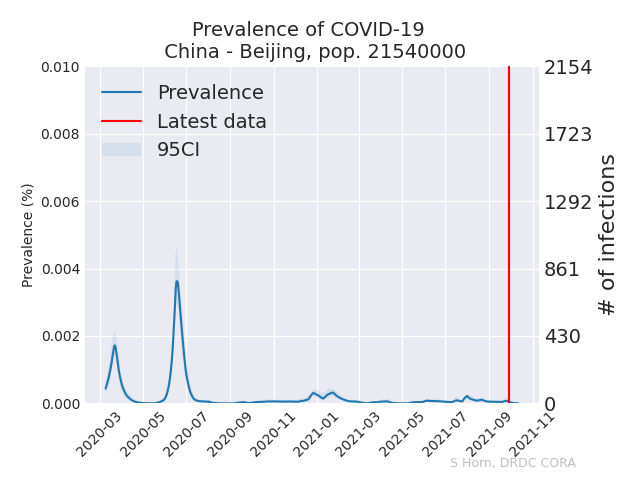 Prevalence of COVID-19
China - Beijing, pop. 21540000
Prevalence
Latest data
95CI
Prevalence (%)
0.010
0.008
0.006
0.004
0.002
0.000
2154
1723
1292
861
430
0
# of infections
2020-03
2020-05
2020-07
2020-09
2020-11
2021-01
2021-03
2021-05
2021-07
2021-09
2021-11
S Horn, DRDC CORA